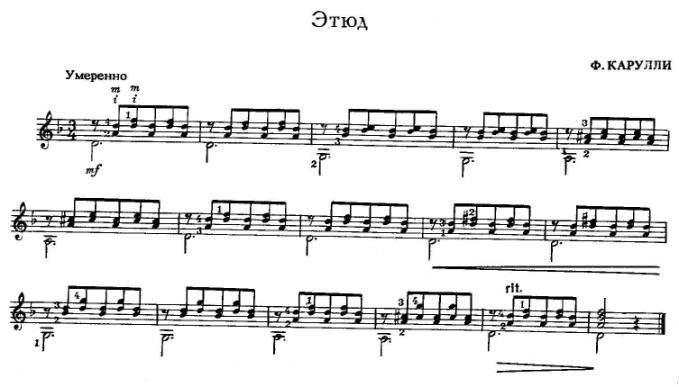 Этюд
Ф. КАРУЛЛИ
Умеренно
m m
i i
mf
rit.